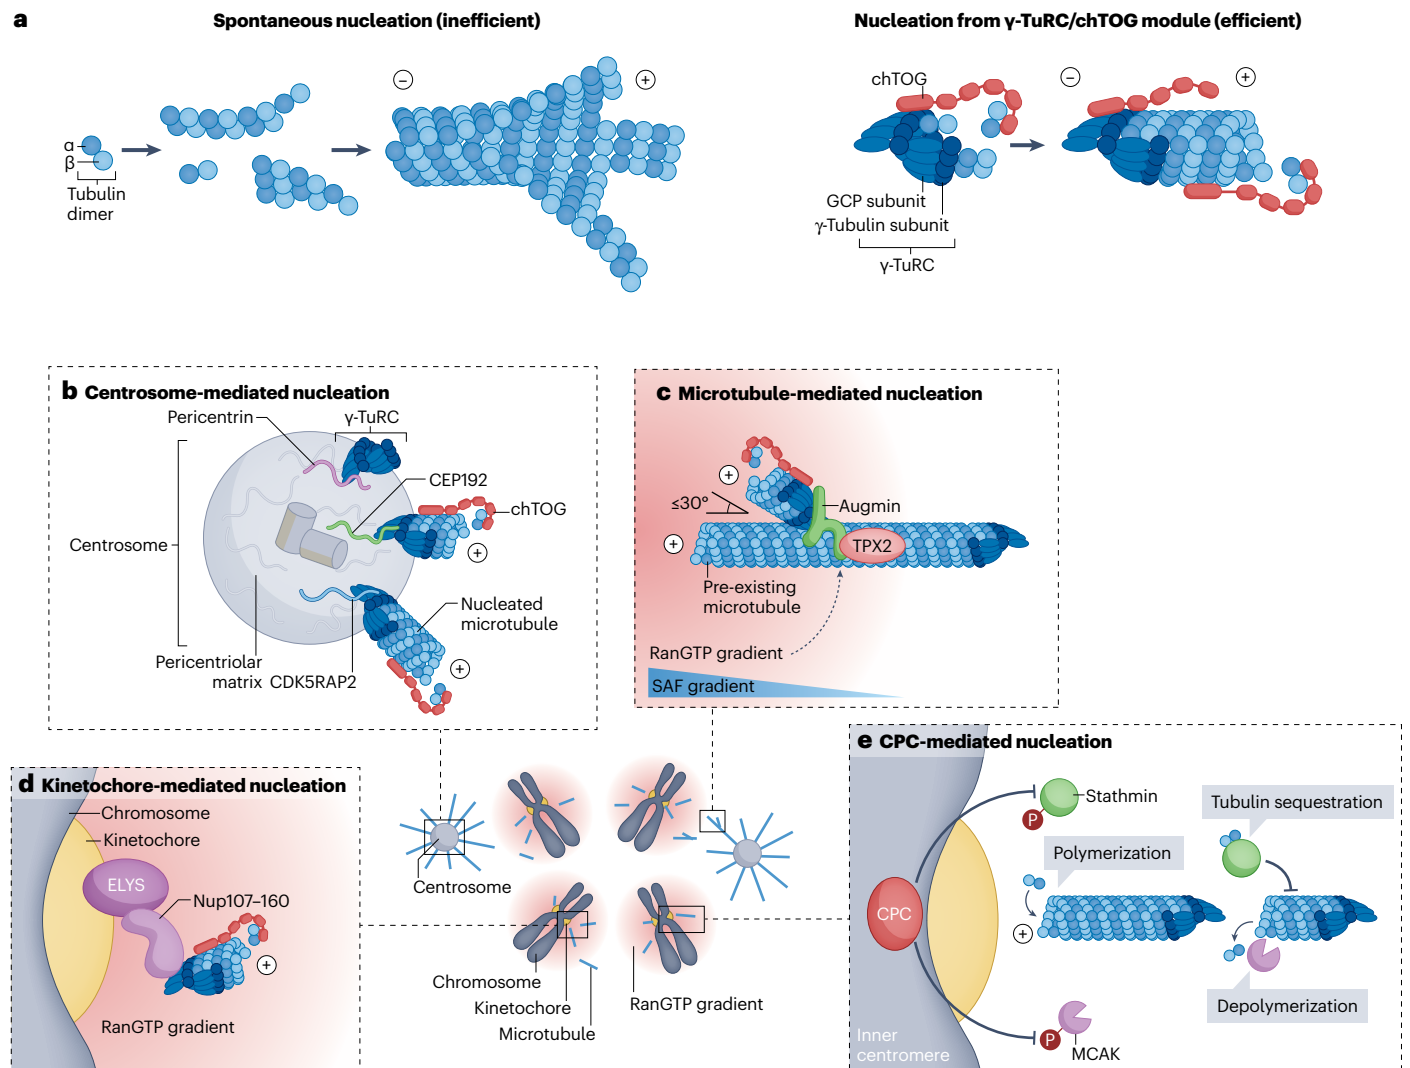 a
Spontaneous nucleation (inefficient)
Nucleation from γ-TuRC/chTOG module (efficient)
−
+
α
β
Tubulin
dimer
chTOG
−
+
GCP subunit
γ-Tubulin subunit
γ-TuRC
b Centrosome-mediated nucleation
Pericentrin
γ-TuRC
CEP192
chTOG
Centrosome
+
Nucleated
microtubule
+
Pericentriolar
matrix
CDK5RAP2
c Microtubule-mediated nucleation
+
≤30°
Augmin
+
TPX2
Pre-existing
microtubule
RanGTP gradient
SAF gradient
d Kinetochore-mediated nucleation
Chromosome
Kinetochore
ELYS
Nup107–160
+
RanGTP gradient
Centrosome
Chromosome
Kinetochore
Microtubule
RanGTP gradient
e CPC-mediated nucleation
Stathmin
P
Tubulin sequestration
Polymerization
CPC
+
Depolymerization
P
MCAK
Inner
centromere